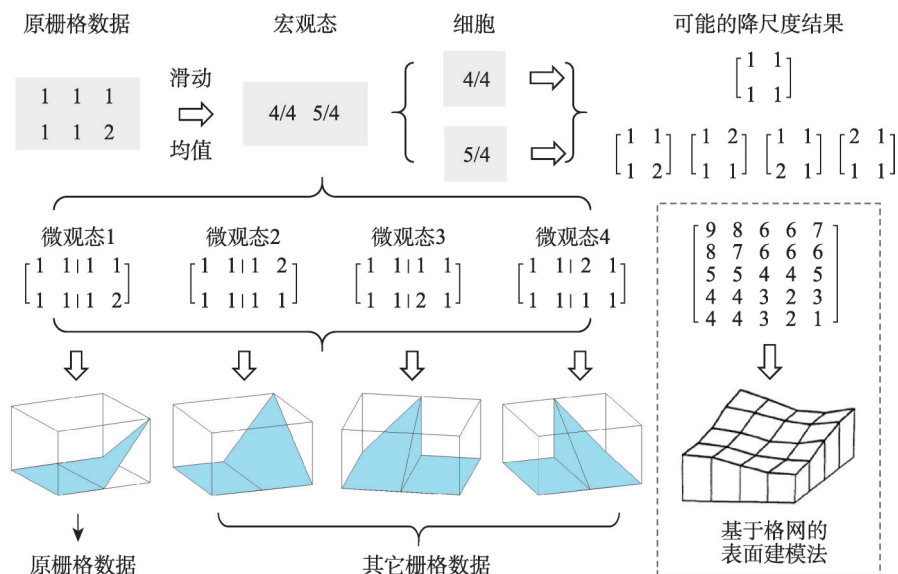 原栅格数据
宏观态
细胞
可能的降尺度结果
1 1 1
1 1 2
滑动
均值
4/4 5/4
4/4
5/4
1 1
1 1
1 1
1 2
1 2
1 1
1 1
2 1
2 1
1 1
微观态1
1 1 | 1 1
1 1 | 1 2
微观态2
1 1 | 1 2
1 1 | 1 1
微观态3
1 1 | 1 1
1 1 | 2 1
微观态4
1 1 | 2 1
1 1 | 1 1
9 8 6 6 7
8 7 6 6 6
5 5 4 4 5
4 4 3 2 3
4 4 3 2 1
原栅格数据
其它栅格数据
基于格网的
表面建模法